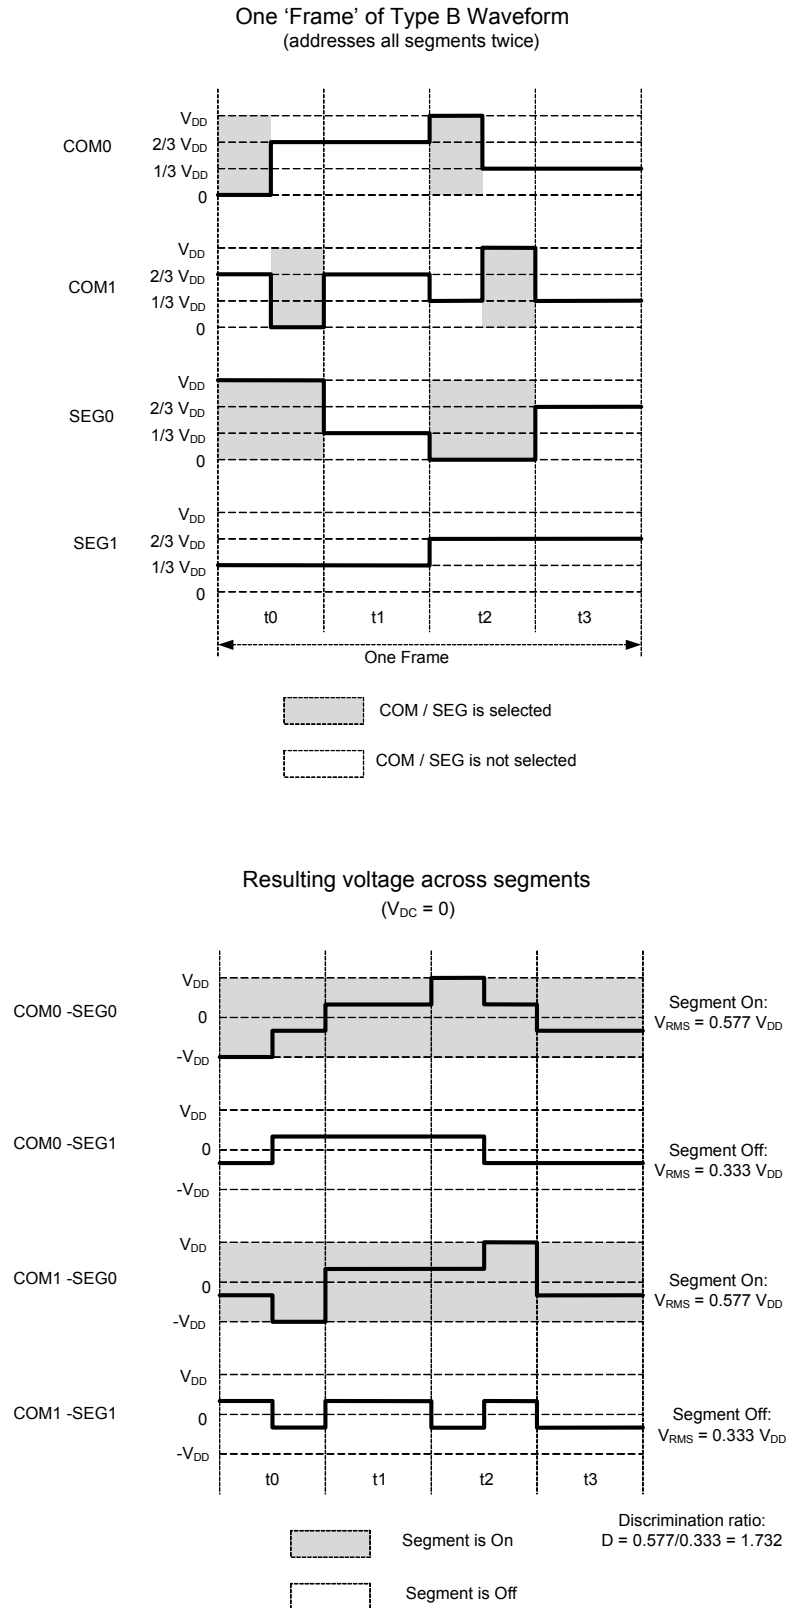 One ‘Frame’ of Type B Waveform
(addresses all segments twice)
COM0
VDD
2/3 VDD
1/3 VDD
0
COM1
VDD
2/3 VDD
1/3 VDD
0
SEG0
VDD
2/3 VDD
1/3 VDD
0
SEG1
VDD
2/3 VDD
1/3 VDD
0
t0 t1 t2 t3
One Frame
COM / SEG is selected
COM / SEG is not selected
Resulting voltage across segments
(VDC = 0)
COM0 -SEG0
VDD
0
-VDD
Segment On:
VRMS = 0.577 VDD
COM0 -SEG1
VDD
0
-VDD
Segment Off:
VRMS = 0.333 VDD
COM1 -SEG0
VDD
0
-VDD
Segment On:
VRMS = 0.577 VDD
COM1 -SEG1
VDD
0
-VDD
Segment Off:
VRMS = 0.333 VDD
t0 t1 t2 t3
Segment is On
Discrimination ratio:
D = 0.577/0.333 = 1.732
Segment is Off